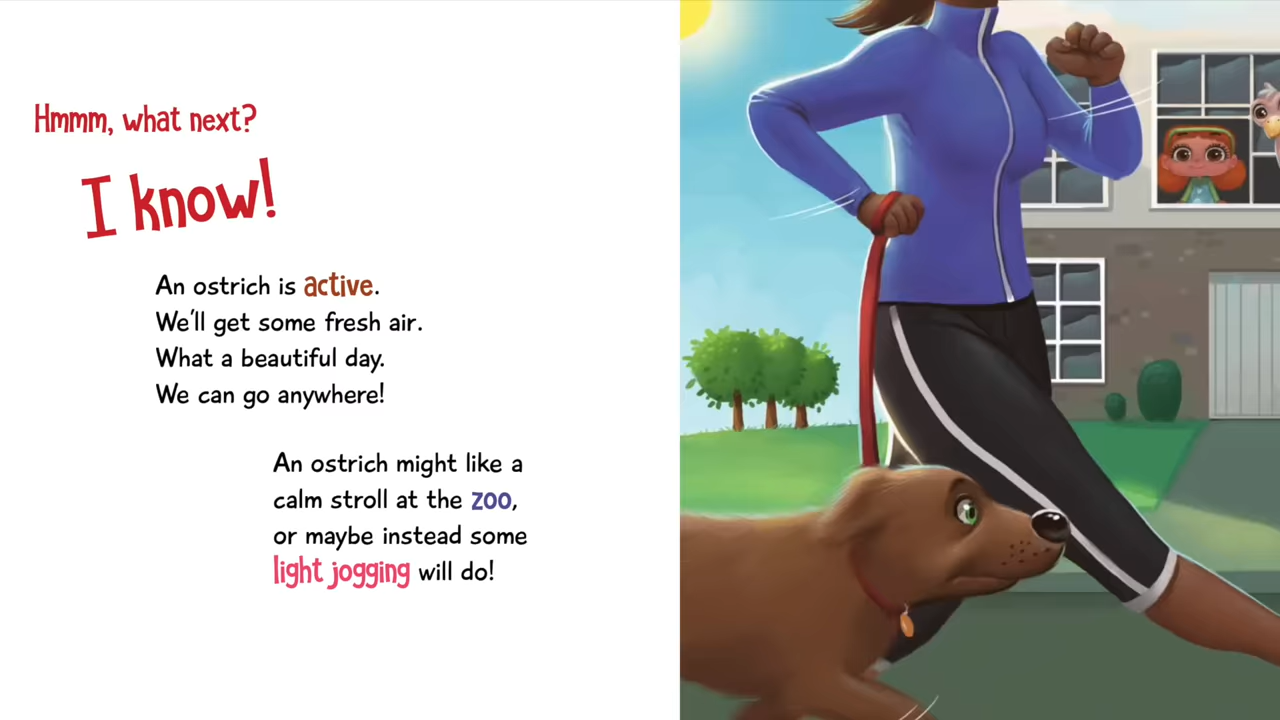 Hmmm, what next?
I know!
An ostrich is active.
We'll get some fresh air.
What a beautiful day.
We can go anywhere!
An ostrich might like a
calm stroll at the zoo,
or maybe instead some
light jogging will do!